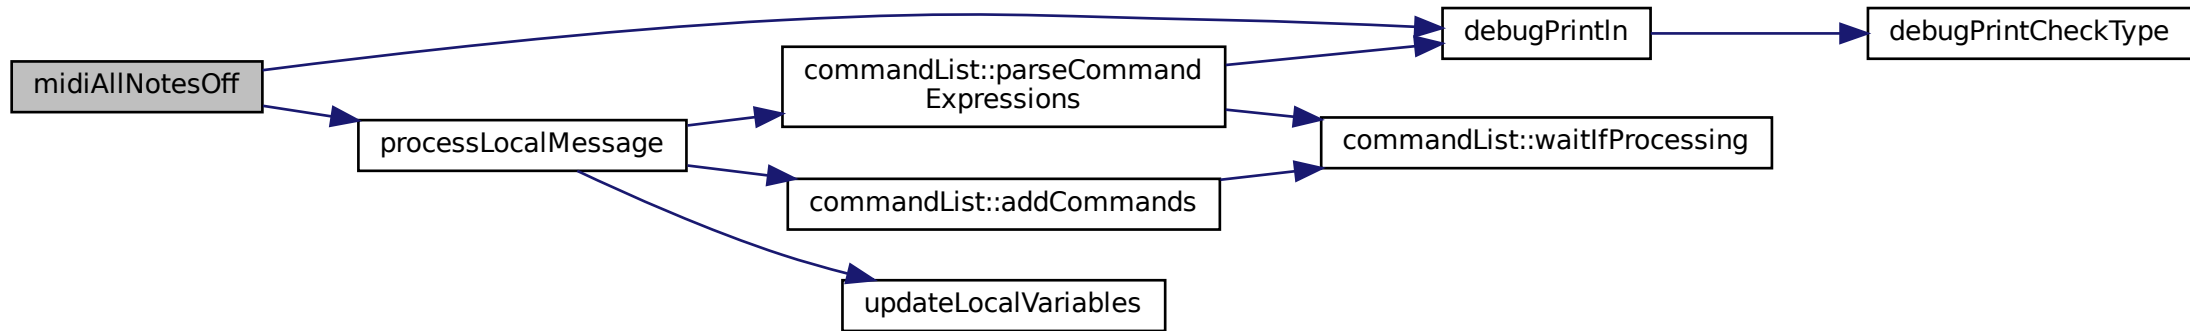 midiAllNotesOff
processLocalMessage
commandList::parseCommand
Expressions
commandList::addCommands
updateLocalVariables
debugPrintln
commandList::waitIfProcessing
debugPrintCheckType